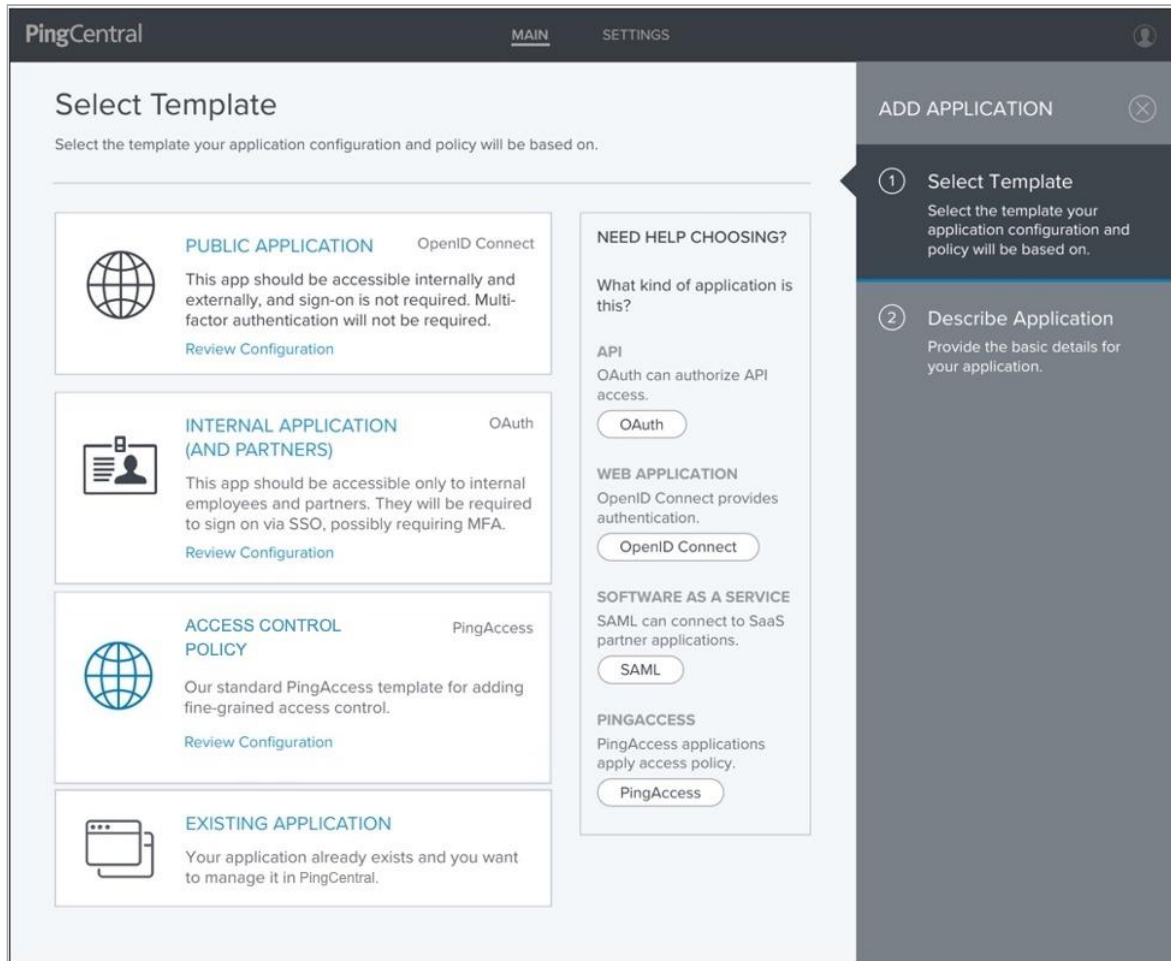 PingCentral
MAIN
SETTINGS
Select Template
Select the template your application configuration and policy will be based on.
PUBLIC APPLICATION
OpenID Connect
This app should be accessible internally and
externally, and sign-on is not required. Multi-
factor authentication will not be required.
Review Configuration
INTERNAL APPLICATION
(AND PARTNERS)
OAuth
This app should be accessible only to internal
employees and partners. They will be required
to sign on via SSO, possibly requiring MFA.
Review Configuration
ACCESS CONTROL
POLICY
PingAccess
Our standard PingAccess template for adding
fine-grained access control.
Review Configuration
EXISTING APPLICATION
Your application already exists and you want
to manage it in PingCentral.
NEED HELP CHOOSING?
What kind of application is
this?
API
OAuth can authorize API
access.
OAuth
WEB APPLICATION
OpenID Connect provides
authentication.
OpenID Connect
SOFTWARE AS A SERVICE
SAML can connect to SaaS
partner applications.
SAML
PINGACCESS
PingAccess applications
apply access policy.
PingAccess
ADD APPLICATION
1 Select Template
Select the template your
application configuration and
policy will be based on.
2 Describe Application
Provide the basic details for
your application.